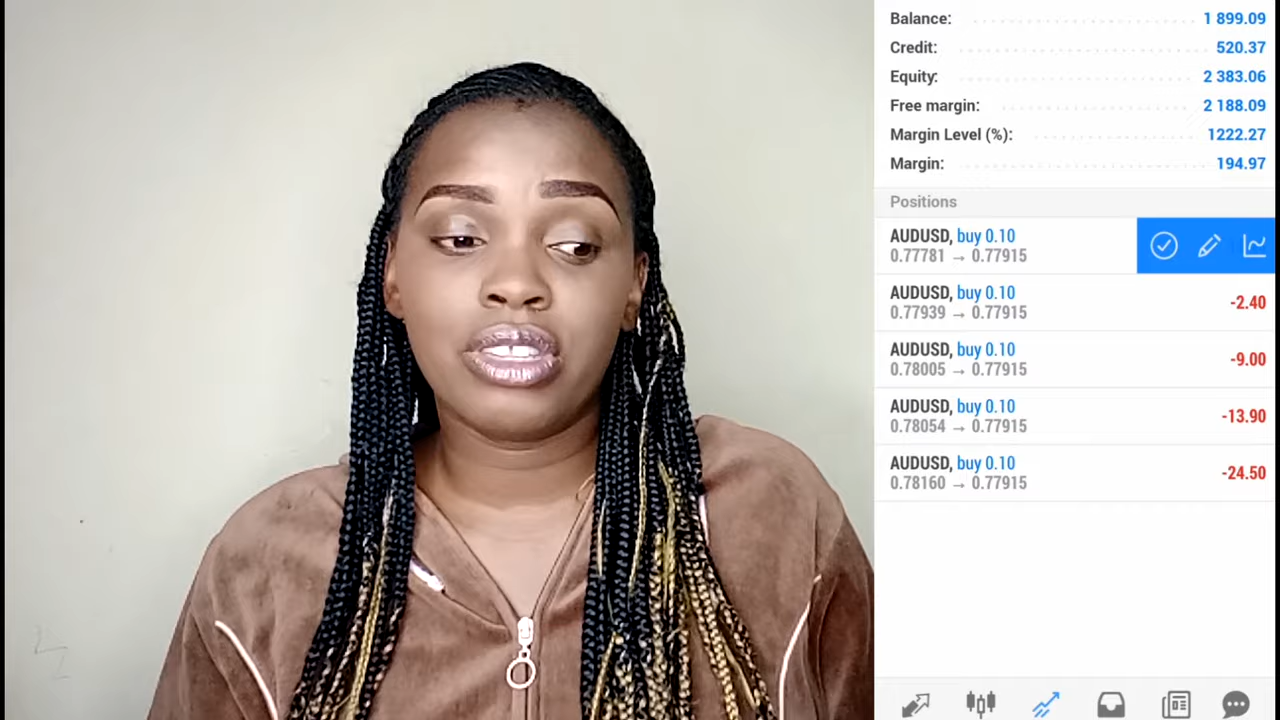 Balance: 1 899.09
Credit: 520.37
Equity: 2 383.06
Free margin: 2 188.09
Margin Level (%): 1222.27
Margin: 194.97
Positions
AUDUSD, buy 0.10
0.77781 → 0.77915
AUDUSD, buy 0.10
0.77939 → 0.77915 -2.40
AUDUSD, buy 0.10
0.78005 → 0.77915 -9.00
AUDUSD, buy 0.10
0.78054 → 0.77915 -13.90
AUDUSD, buy 0.10
0.78160 → 0.77915 -24.50